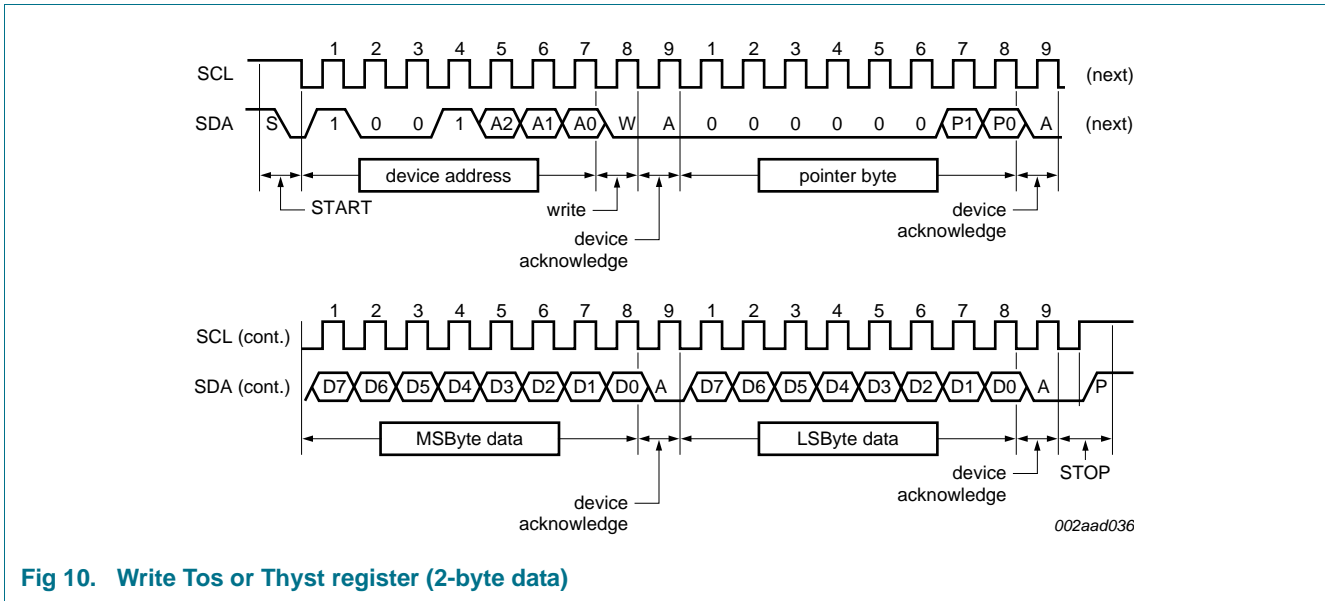 1 2 3 4 5 6 7 8 9 1 2 3 4 5 6 7 8 9
SCL (next)
SDA S 1 0 0 1 A2 A1 A0 W A 0 0 0 0 0 0 P1 P0 A (next)
device address pointer byte
START write device
device acknowledge
acknowledge
1 2 3 4 5 6 7 8 9 1 2 3 4 5 6 7 8 9
SCL (cont.)
SDA (cont.) D7 D6 D5 D4 D3 D2 D1 D0 A D7 D6 D5 D4 D3 D2 D1 D0 A P
MSByte data LSByte data
device STOP
acknowledge
device
acknowledge
002aad036
Fig 10. Write Tos or Thyst register (2-byte data)